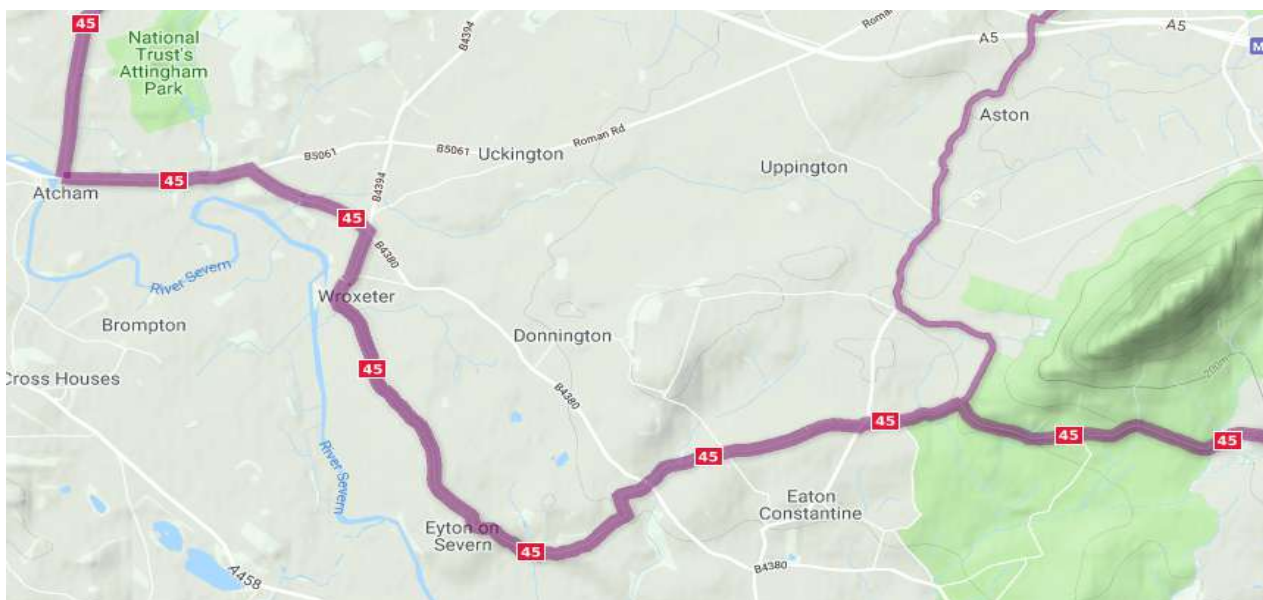 45
National
Trust's
Attingham
Park
B4394
Roman Rd
A5
A5
M
Aston
B5061
B5061
Uckington
Roman Rd
Uppington
Atcham
45
B4394
45
B4380
River Severn
Wroxeter
Brompton
Donnington
200m
45
Cross Houses
B4380
45
45
45
45
River Severn
Eaton
Constantine
Eyton on
Severn
45
A458
B4380